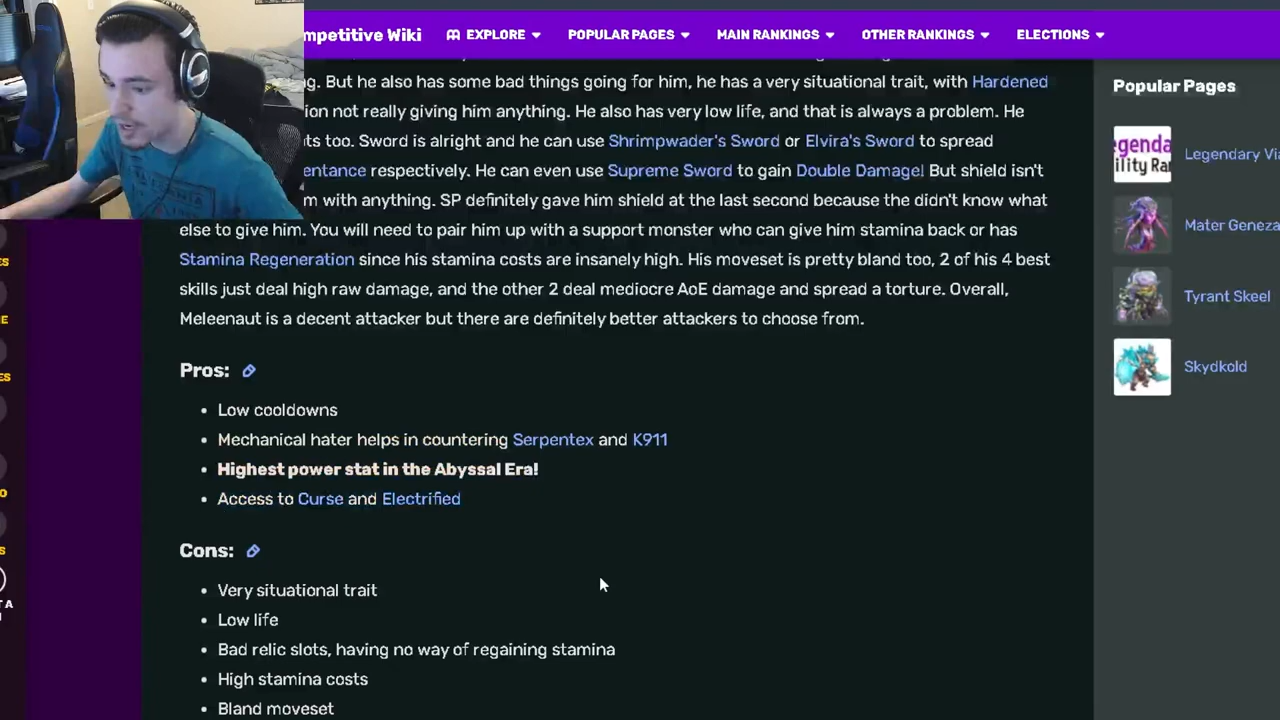 mpetitive Wiki EXPLORE POPULAR PAGES MAIN RANKINGS OTHER RANKINGS ELECTIONS
g. But he also has some bad things going for him, he has a very situational trait, with Hardened
ion not really giving him anything. He also has very low life, and that is always a problem. He
ts too. Sword is alright and he can use Shrimpwader's Sword or Elvira's Sword to spread
entance respectively. He can even use Supreme Sword to gain Double Damage! But shield isn't
m with anything. SP definitely gave him shield at the last second because the didn't know what
else to give him. You will need to pair him up with a support monster who can give him stamina back or has
Stamina Regeneration since his stamina costs are insanely high. His moveset is pretty bland too, 2 of his 4 best
skills just deal high raw damage, and the other 2 deal mediocre AoE damage and spread a torture. Overall,
Meleenaut is a decent attacker but there are definitely better attackers to choose from.
Pros:
• Low cooldowns
• Mechanical hater helps in countering Serpentex and K911
• Highest power stat in the Abyssal Era!
• Access to Curse and Electrified
Cons:
• Very situational trait
• Low life
• Bad relic slots, having no way of regaining stamina
• High stamina costs
• Bland moveset
Popular Pages
egenda
ility Ra
Legendary Via
Mater Geneza
Tyrant Skeel
Skydkold